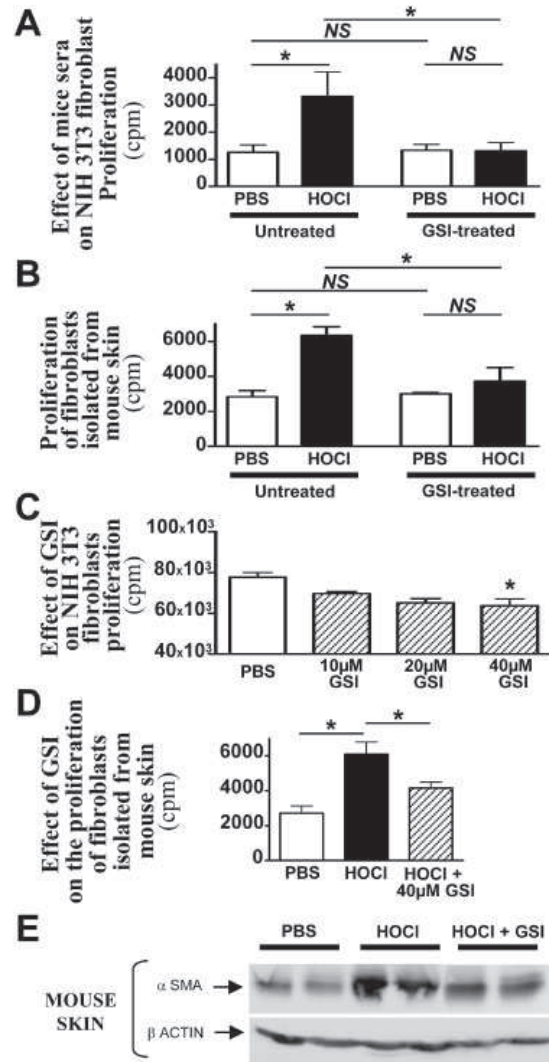 A
Effect of mice sera
on NIH 3T3 fibroblast
Proliferation
(cpm)
4000
3000
2000
1000
0
*
NS
*
NS
PBS
HOCl
PBS
HOCl
Untreated
GSI-treated
B
Proliferation
of fibroblasts
isolated from
mouse skin
(cpm)
6000
4000
2000
0
*
NS
*
NS
PBS
HOCl
PBS
HOCl
Untreated
GSI-treated
C
Effect of GSI
on NIH 3T3
fibroblasts
proliferation
(cpm)
100x10³
80x10³
60x10³
40x10³
*
PBS
10µM
GSI
20µM
GSI
40µM
GSI
D
Effect of GSI
on the proliferation
of fibroblasts
isolated from
mouse skin
(cpm)
6000
4000
2000
0
*
*
PBS
HOCl
HOCl +
40µM GSI
E
PBS
HOCl
HOCl + GSI
MOUSE
SKIN
α SMA
β ACTIN